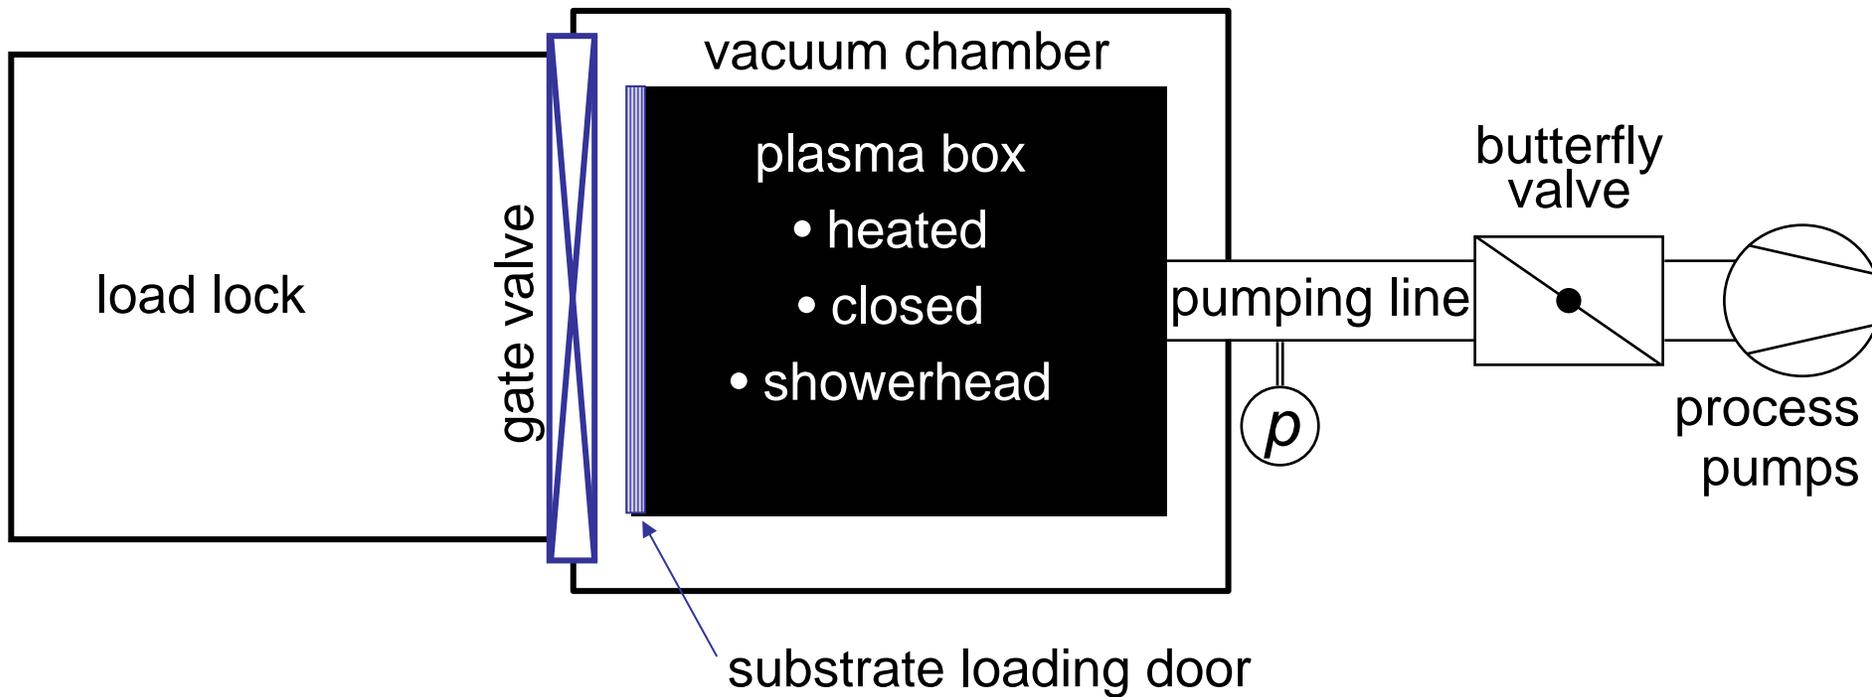 vacuum chamber
load lock
gate valve
plasma box
• heated
• closed
• showerhead
pumping line
butterfly
valve
p
process
pumps
substrate loading door